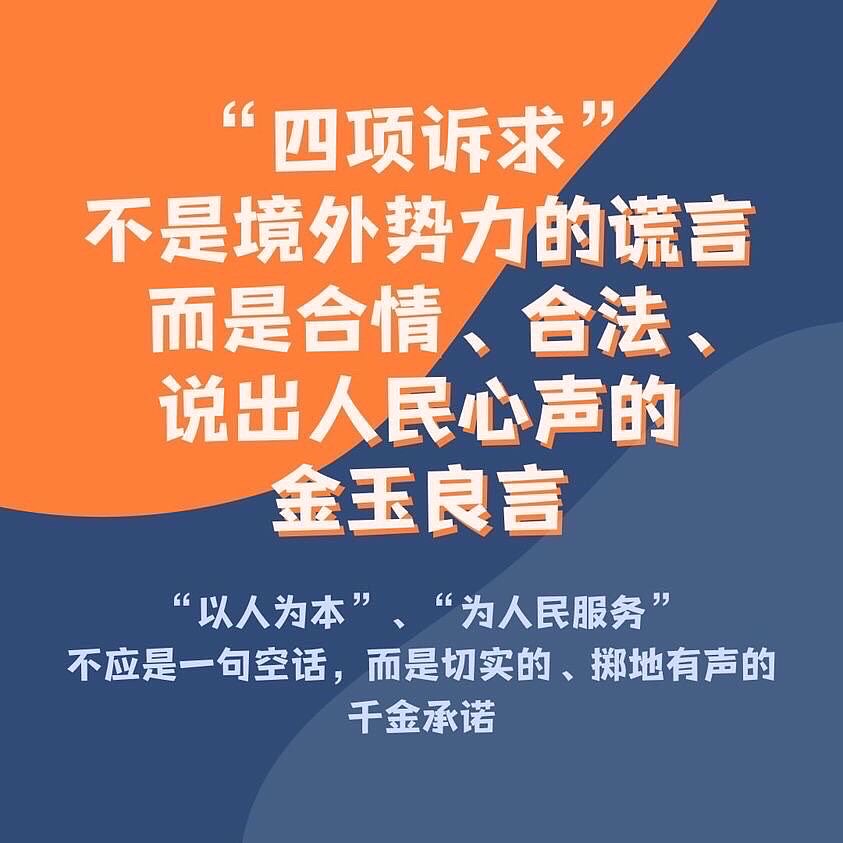 “四项诉求”
不是境外势力的谎言
而是合情、合法、
说出人民心声的
金玉良言
“以人为本”、“为人民服务”
不应是一句空话，而是切实的、掷地有声的
千金承诺